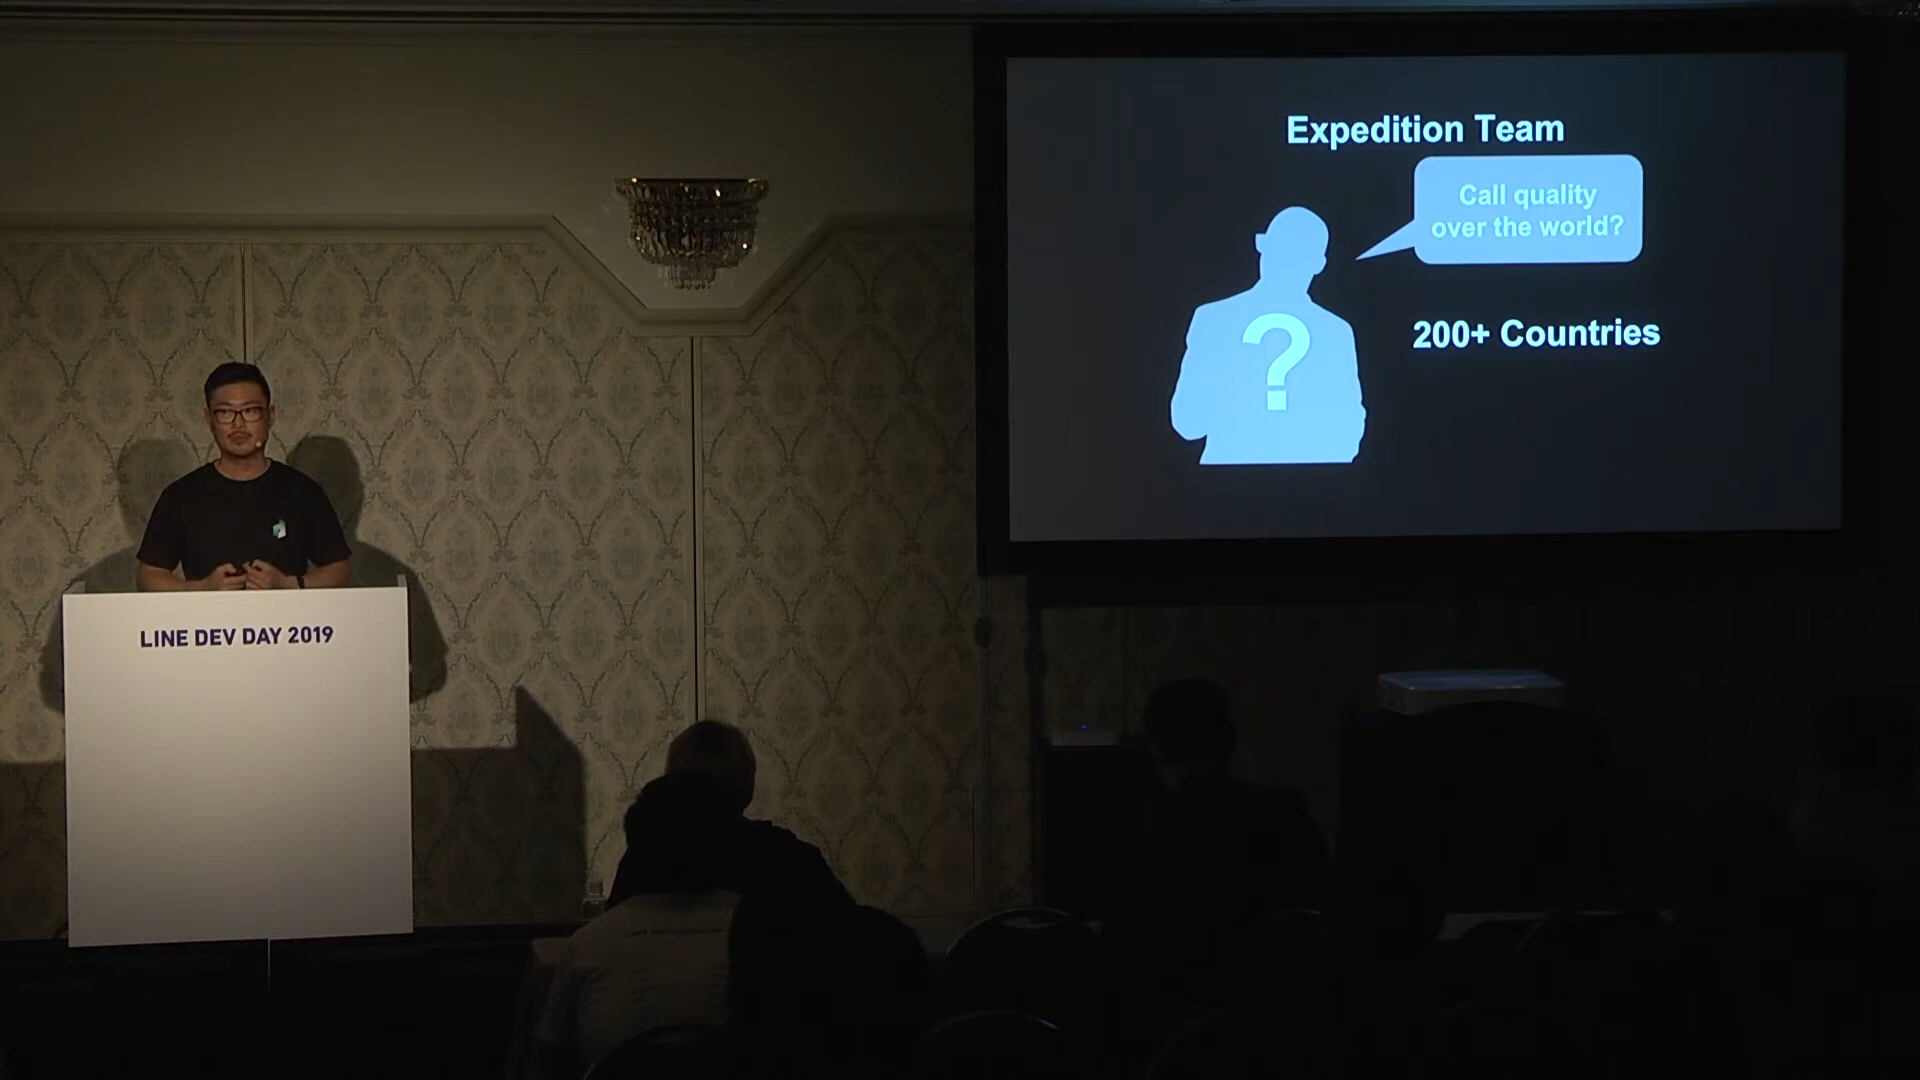 Expedition Team
Call quality
over the world?
?
200+ Countries
LINE DEV DAY 2019